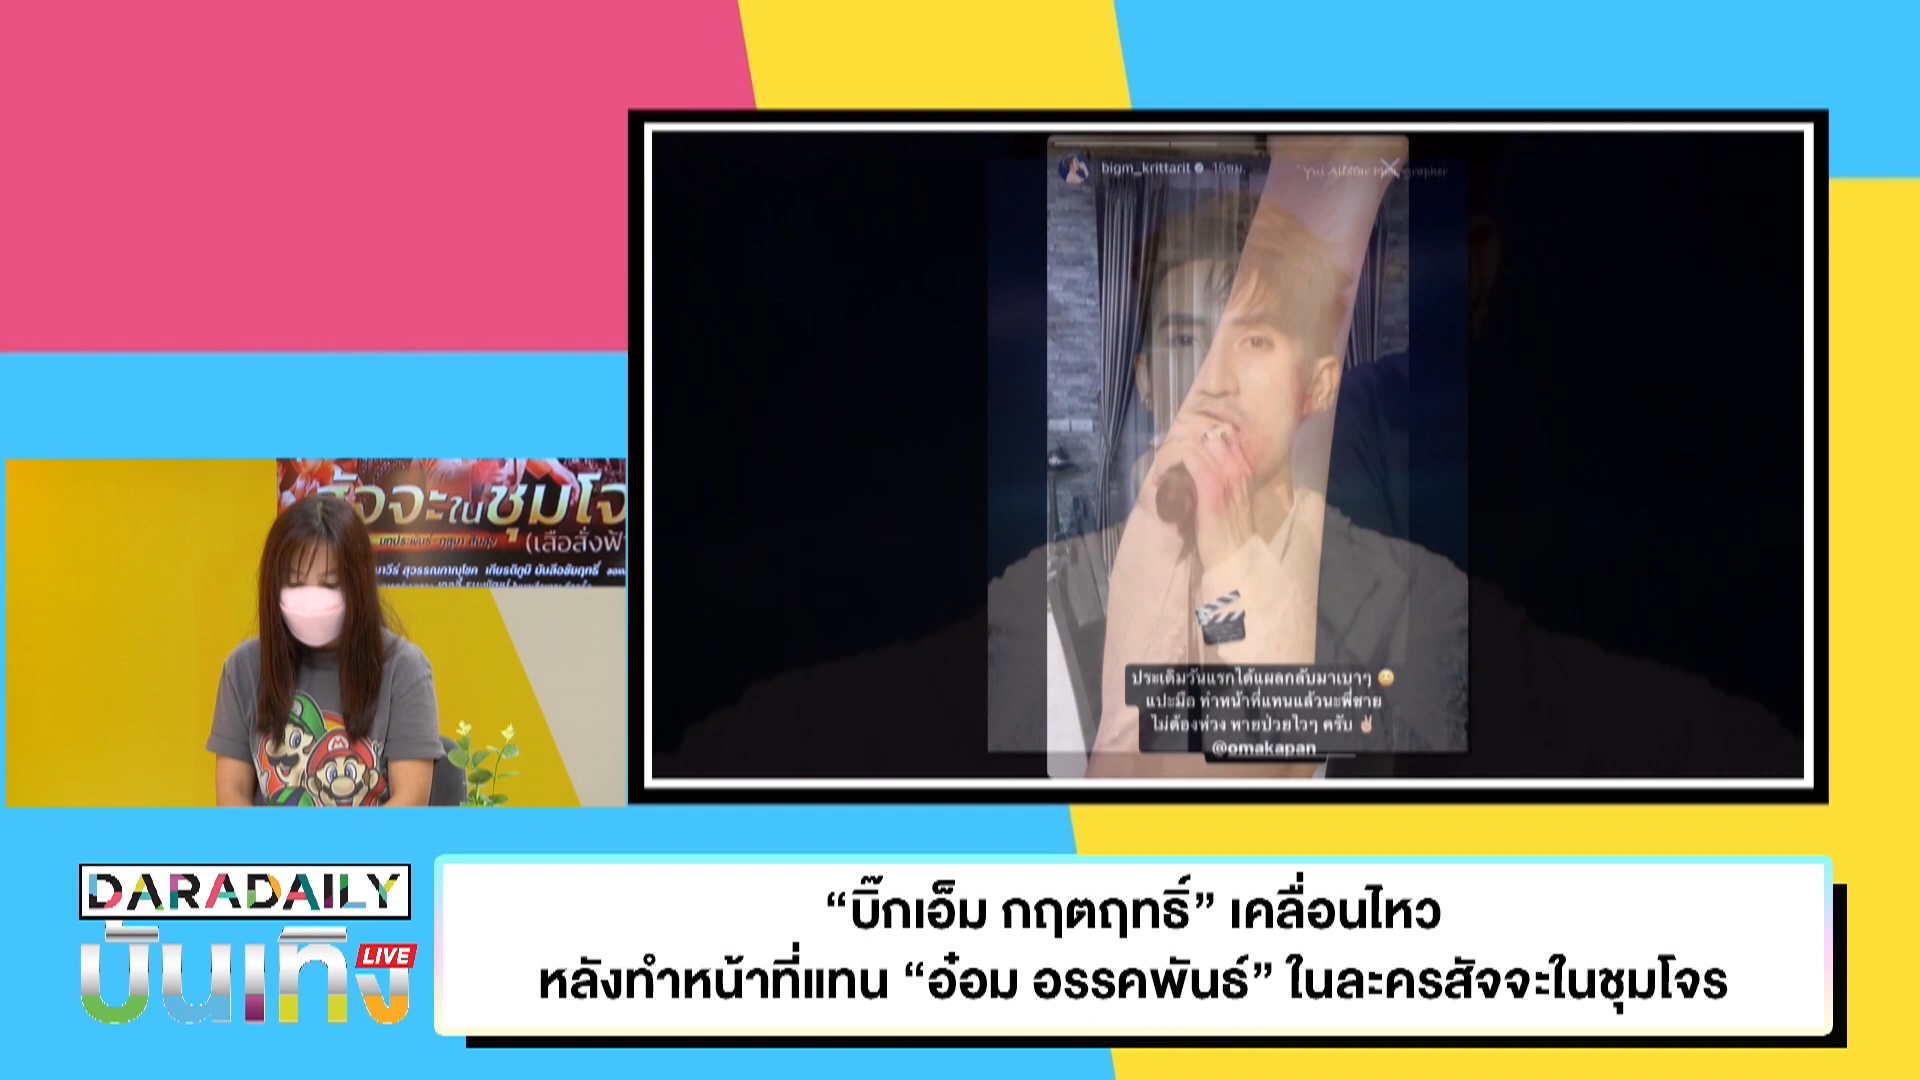 bigm_krittarit 15ชม.
Yui AllStar Photographer
ประเดิมวันแรกได้แผลกลับมาเบาๆ
แปะมือ ทำหน้าที่แทนแล้วนะพี่ชาย
ไม่ต้องห่วง หายป่วยไวๆ ครับ
@omakapan
สัจจะในชุมโจ
(เสือสั่งฟ้
DARADAILY
บันเทิง
LIVE
“บิ๊กเอ็ม กฤตฤทธิ์” เคลื่อนไหว
หลังทำหน้าที่แทน “อ๋อม อรรคพันธ์” ในละครสัจจะในชุมโจร